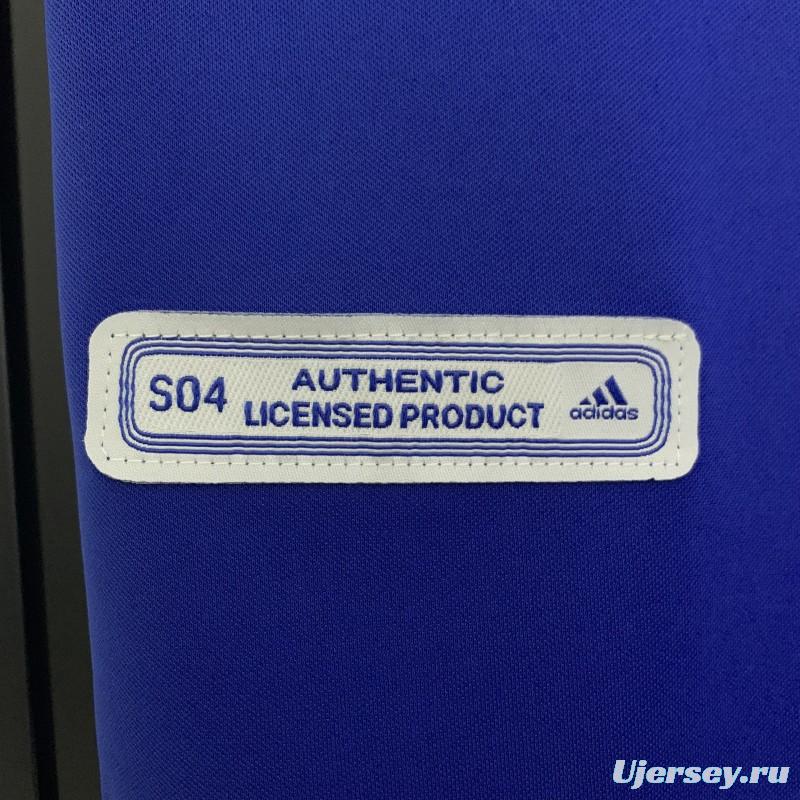 S04
AUTHENTIC
LICENSED PRODUCT
adidas
Ujersey.ru